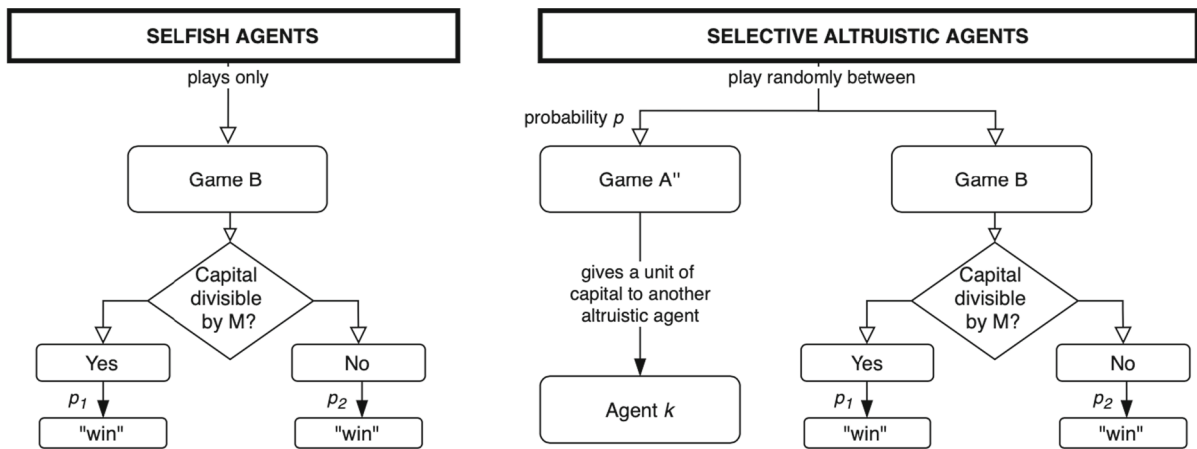 SELFISH AGENTS
plays only
Game B
Capital
divisible
by M?
Yes
No
p1
p2
"win"
"win"
SELECTIVE ALTRUISTIC AGENTS
play randomly between
probability p
Game A"
Game B
gives a unit of
capital to another
altruistic agent
Agent k
Capital
divisible
by M?
Yes
No
p1
p2
"win"
"win"